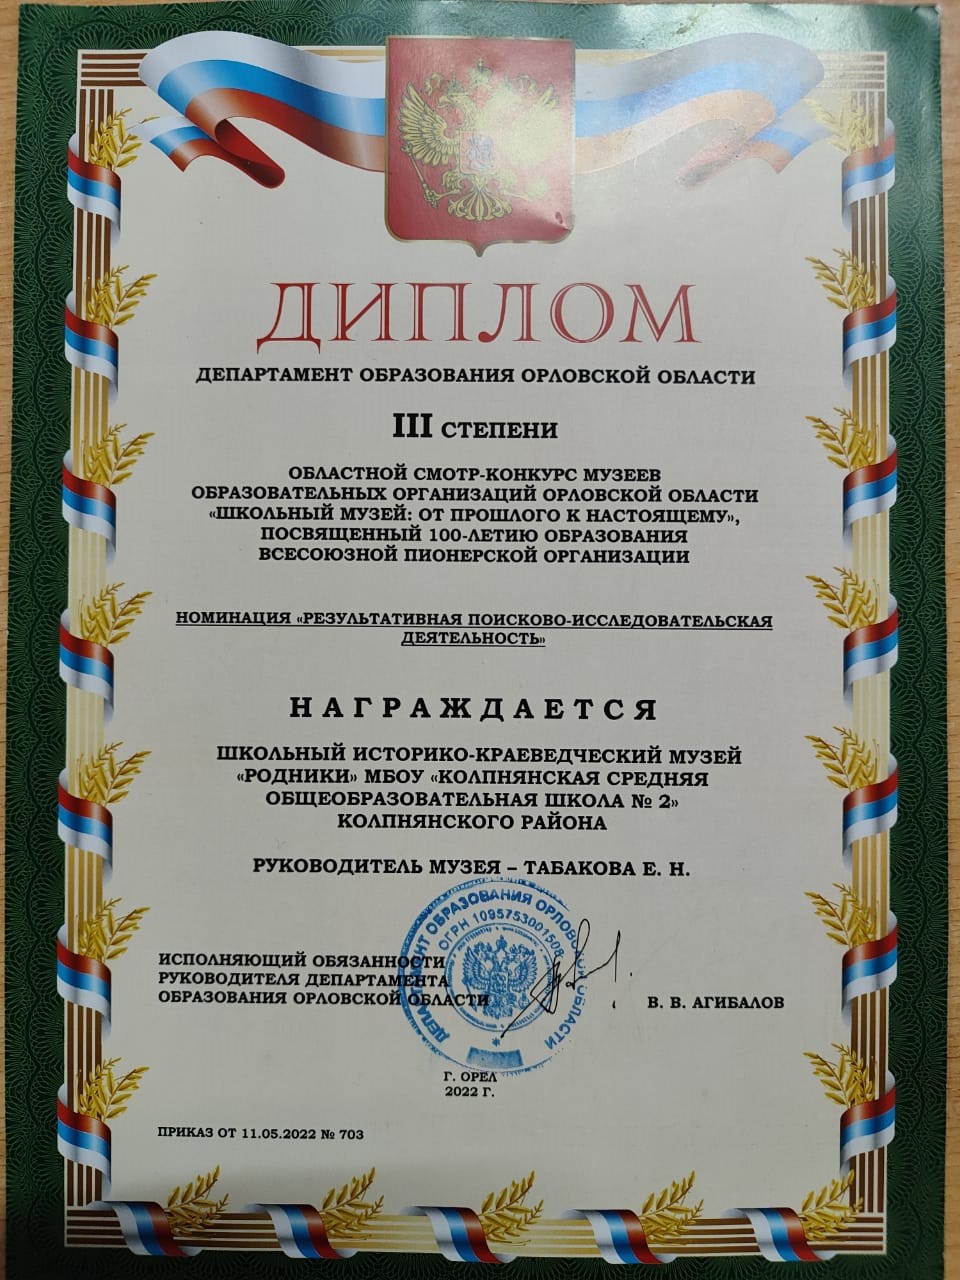 ДИПЛОМ
ДЕПАРТАМЕНТ ОБРАЗОВАНИЯ ОРЛОВСКОЙ ОБЛАСТИ
III СТЕПЕНИ
ОБЛАСТНОЙ СМОТР-КОНКУРС МУЗЕЕВ
ОБРАЗОВАТЕЛЬНЫХ ОРГАНИЗАЦИЙ ОРЛОВСКОЙ ОБЛАСТИ
«ШКОЛЬНЫЙ МУЗЕЙ: ОТ ПРОШЛОГО К НАСТОЯЩЕМУ»,
ПОСВЯЩЕННЫЙ 100-ЛЕТИЮ ОБРАЗОВАНИЯ
ВСЕСОЮЗНОЙ ПИОНЕРСКОЙ ОРГАНИЗАЦИИ
НОМИНАЦИЯ «РЕЗУЛЬТАТИВНАЯ ПОИСКОВО-ИССЛЕДОВАТЕЛЬСКАЯ
ДЕЯТЕЛЬНОСТЬ»
НАГРАЖДАЕТСЯ
ШКОЛЬНЫЙ ИСТОРИКО-КРАЕВЕДЧЕСКИЙ МУЗЕЙ
«РОДНИКИ» МБОУ «КОЛПНЯНСКАЯ СРЕДНЯЯ
ОБЩЕОБРАЗОВАТЕЛЬНАЯ ШКОЛА № 2»
КОЛПНЯНСКОГО РАЙОНА
РУКОВОДИТЕЛЬ МУЗЕЯ – ТАБАКОВА Е. Н.
ДЕПАРТАМЕНТ ОБРАЗОВАНИЯ ОРЛОВСКОЙ ОБЛАСТИ
ОГРН 1095753001508
ИСПОЛНЯЮЩИЙ ОБЯЗАННОСТИ
РУКОВОДИТЕЛЯ ДЕПАРТАМЕНТА
ОБРАЗОВАНИЯ ОРЛОВСКОЙ ОБЛАСТИ
В. В. АГИБАЛОВ
Г. ОРЕЛ
2022 Г.
ПРИКАЗ ОТ 11.05.2022 № 703